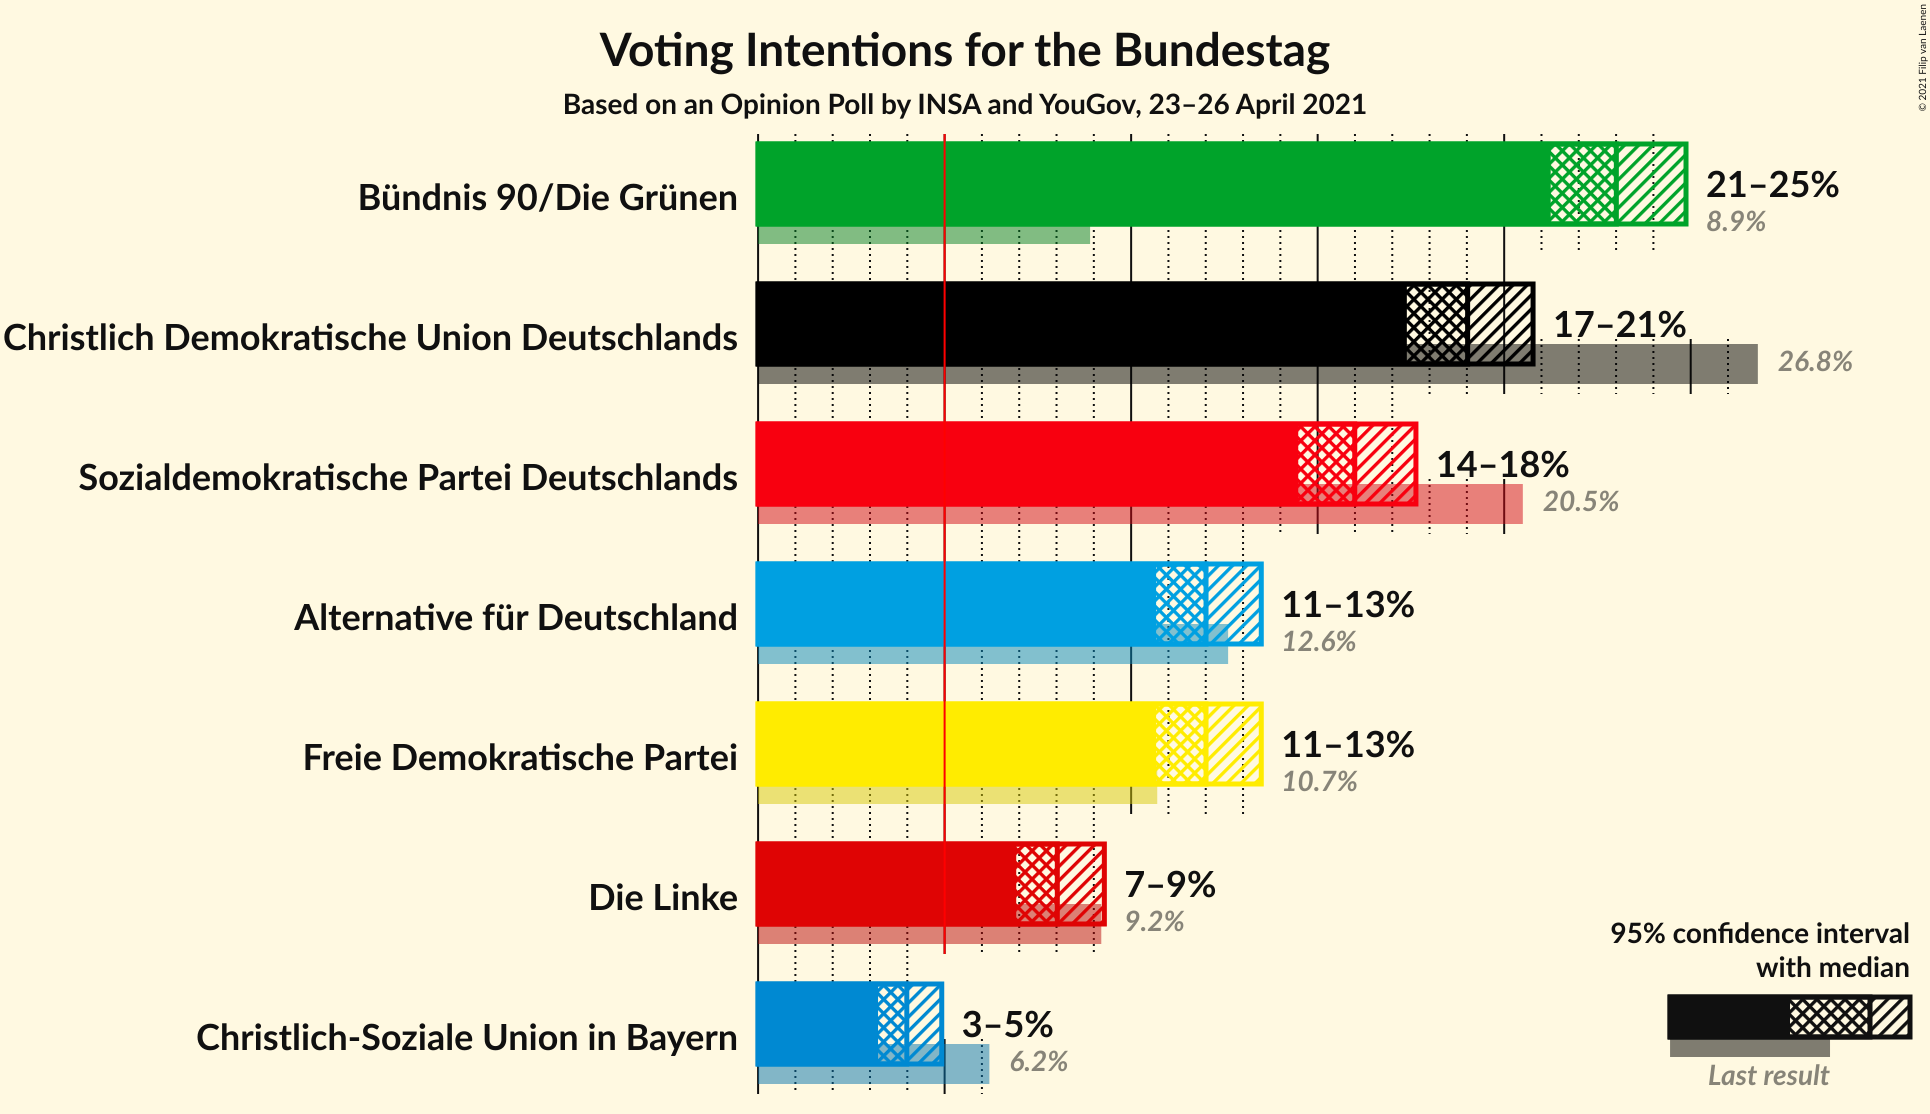 Voting Intentions for the Bundestag
Based on an Opinion Poll by INSA and YouGov, 23–26 April 2021
© 2021 Filip van Laenen
Bündnis 90/Die Grünen
21–25%
8.9%
Christlich Demokratische Union Deutschlands
17–21%
26.8%
Sozialdemokratische Partei Deutschlands
14–18%
20.5%
Alternative für Deutschland
11–13%
12.6%
Freie Demokratische Partei
11–13%
10.7%
Die Linke
7–9%
9.2%
Christlich-Soziale Union in Bayern
3–5%
6.2%
95% confidence interval
with median
Last result